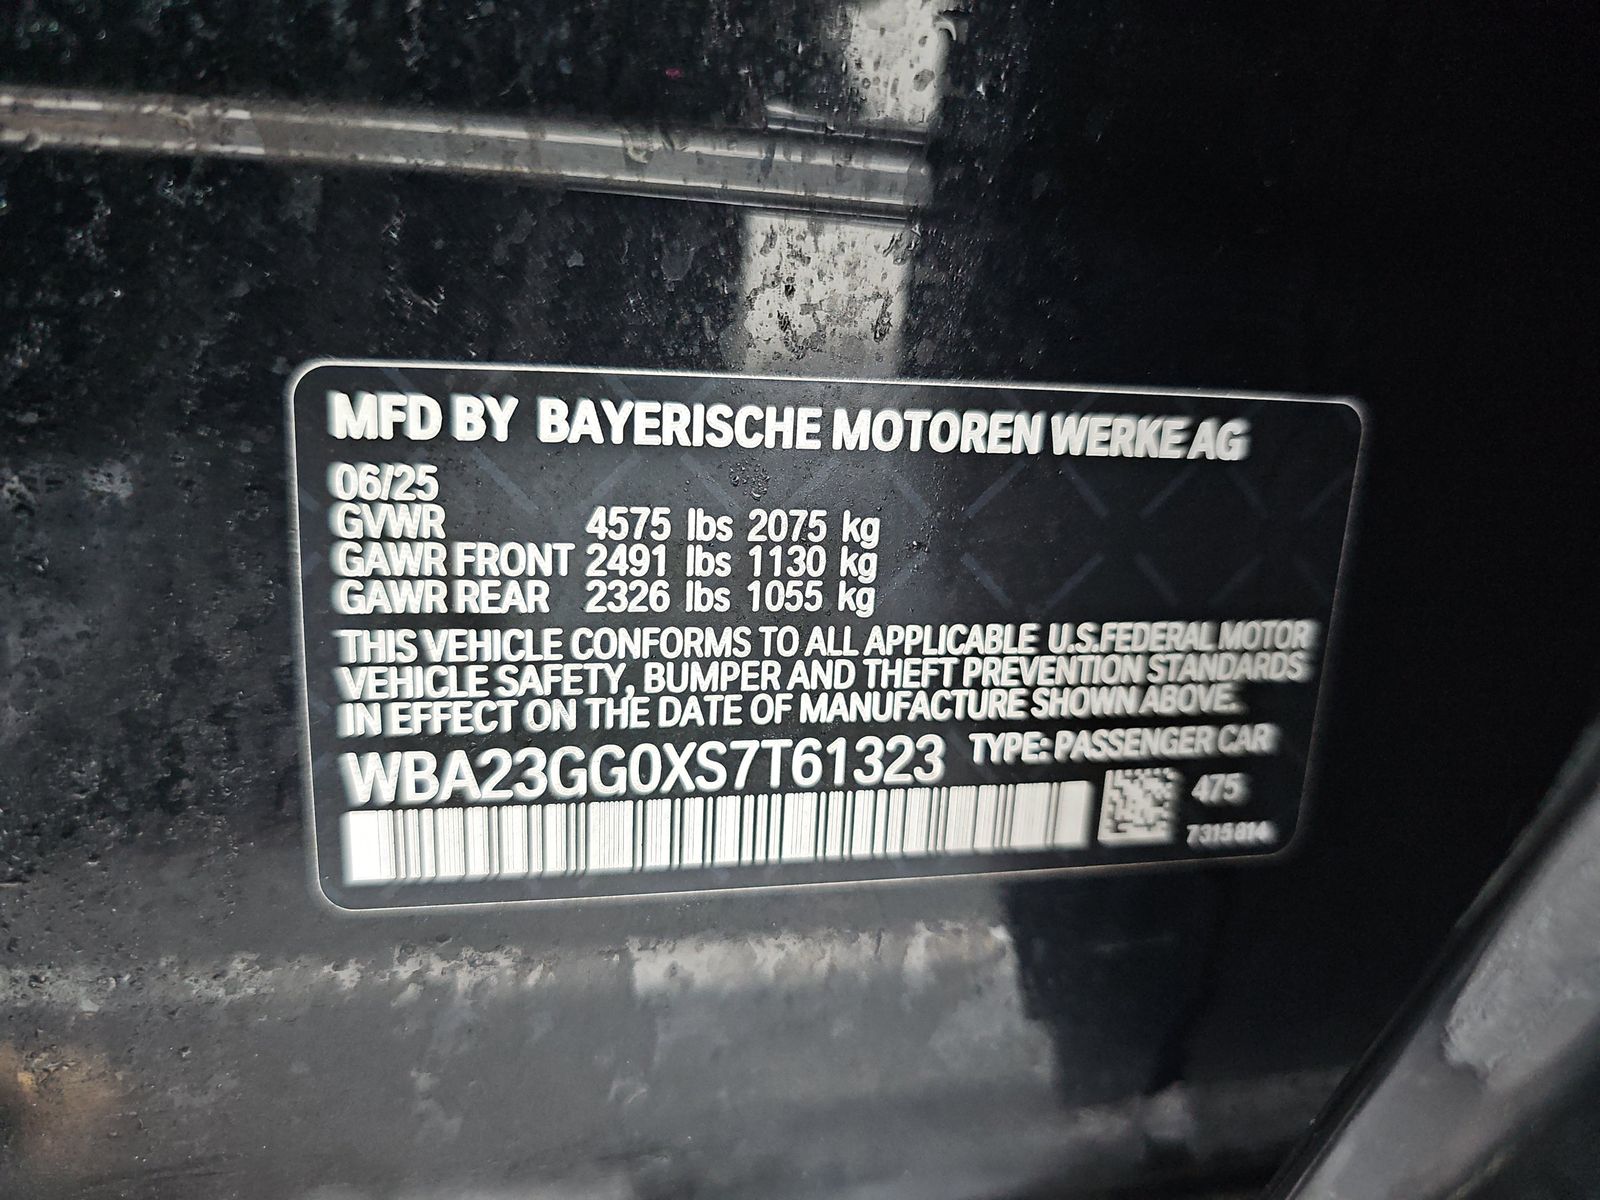 MFD BY BAYERISCHE MOTOREN WERKE AG
06/25
GVWR 4575 lbs 2075 kg
GAWR FRONT 2491 lbs 1130 kg
GAWR REAR 2326 lbs 1055 kg
THIS VEHICLE CONFORMS TO ALL APPLICABLE U.S.FEDERAL MOTOR
VEHICLE SAFETY, BUMPER AND THEFT PREVENTION STANDARDS
IN EFFECT ON THE DATE OF MANUFACTURE SHOWN ABOVE.
WBA23GG0XS7T61323 TYPE: PASSENGER CAR
475
7315814